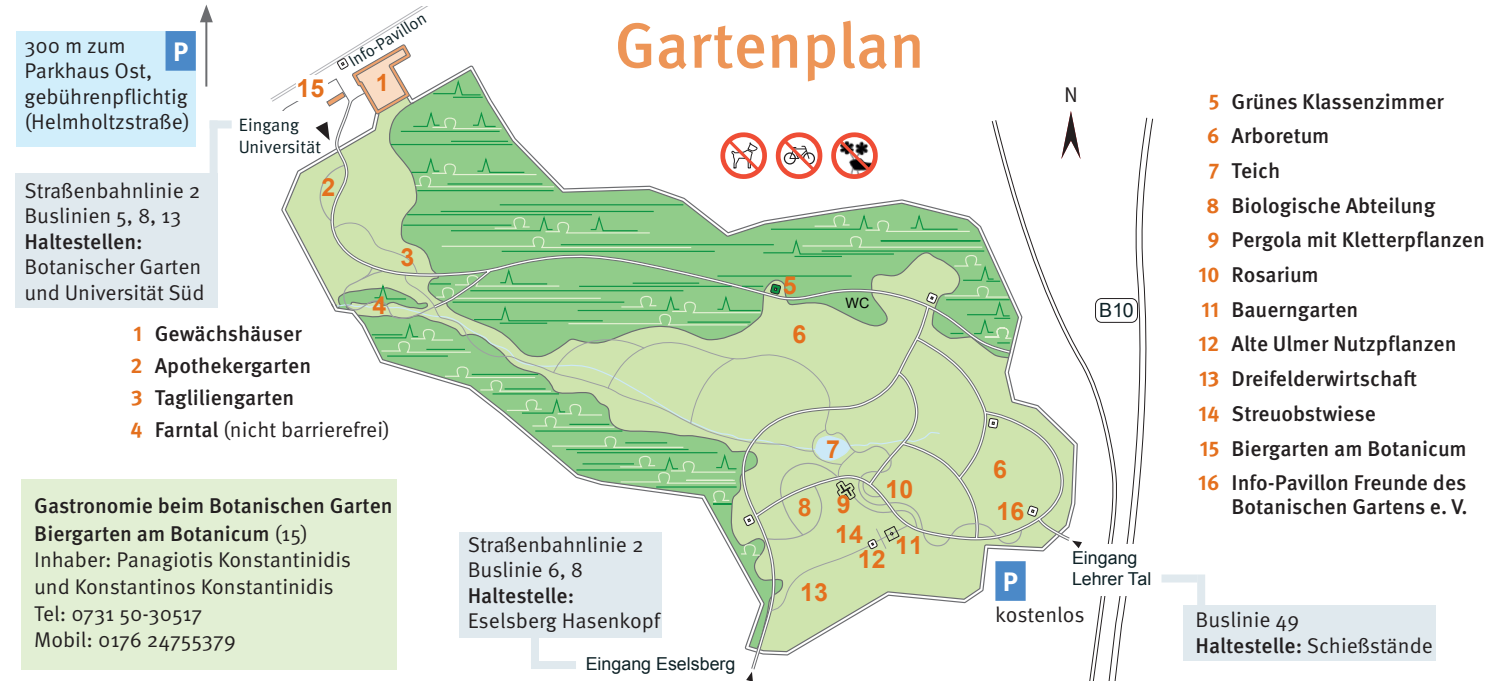 Gartenplan
300 m zum
Parkhaus Ost,
gebührenpflichtig
(Helmholtzstraße)
P
Info-Pavillon
1
15
Eingang
Universität
Straßenbahnlinie 2
Buslinien 5, 8, 13
Haltestellen:
Botanischer Garten
und Universität Süd
1 Gewächshäuser
2 Apothekergarten
3 Tagliliengarten
4 Farntal (nicht barrierefrei)
Gastronomie beim Botanischen Garten
Biergarten am Botanicum (15)
Inhaber: Panagiotis Konstantinidis
und Konstantinos Konstantinidis
Tel: 0731 50-30517
Mobil: 0176 24755379
2
3
4
5
WC
6
7
6
8
9
10
16
14
11
12
13
Straßenbahnlinie 2
Buslinie 6, 8
Haltestelle:
Eselsberg Hasenkopf
Eingang Eselsberg
P
kostenlos
Eingang
Lehrer Tal
Buslinie 49
Haltestelle: Schießstände
N
B10
5 Grünes Klassenzimmer
6 Arboretum
7 Teich
8 Biologische Abteilung
9 Pergola mit Kletterpflanzen
10 Rosarium
11 Bauerngarten
12 Alte Ulmer Nutzpflanzen
13 Dreifelderwirtschaft
14 Streuobstwiese
15 Biergarten am Botanicum
16 Info-Pavillon Freunde des
Botanischen Gartens e. V.